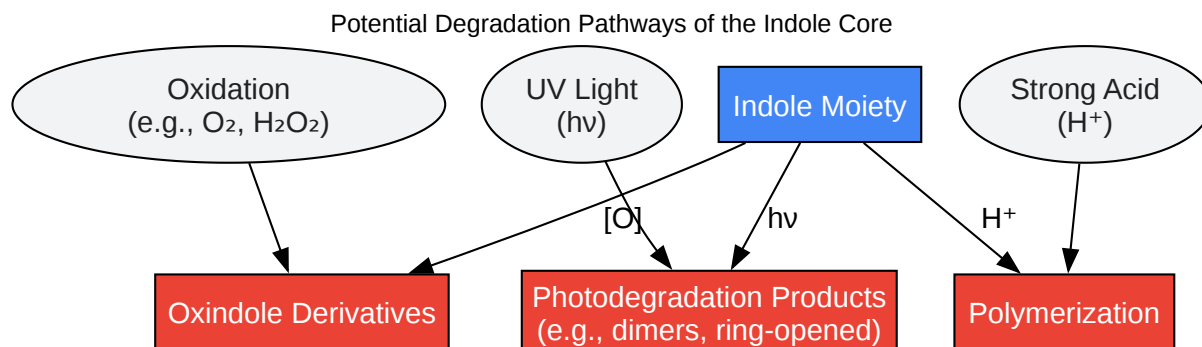 Potential Degradation Pathways of the Indole Core
Oxidation
(e.g., O₂, H₂O₂)
UV Light
(hν)
Indole Moiety
Strong Acid
(H⁺)
[O]
hν
H⁺
Oxindole Derivatives
Photodegradation Products
(e.g., dimers, ring-opened)
Polymerization